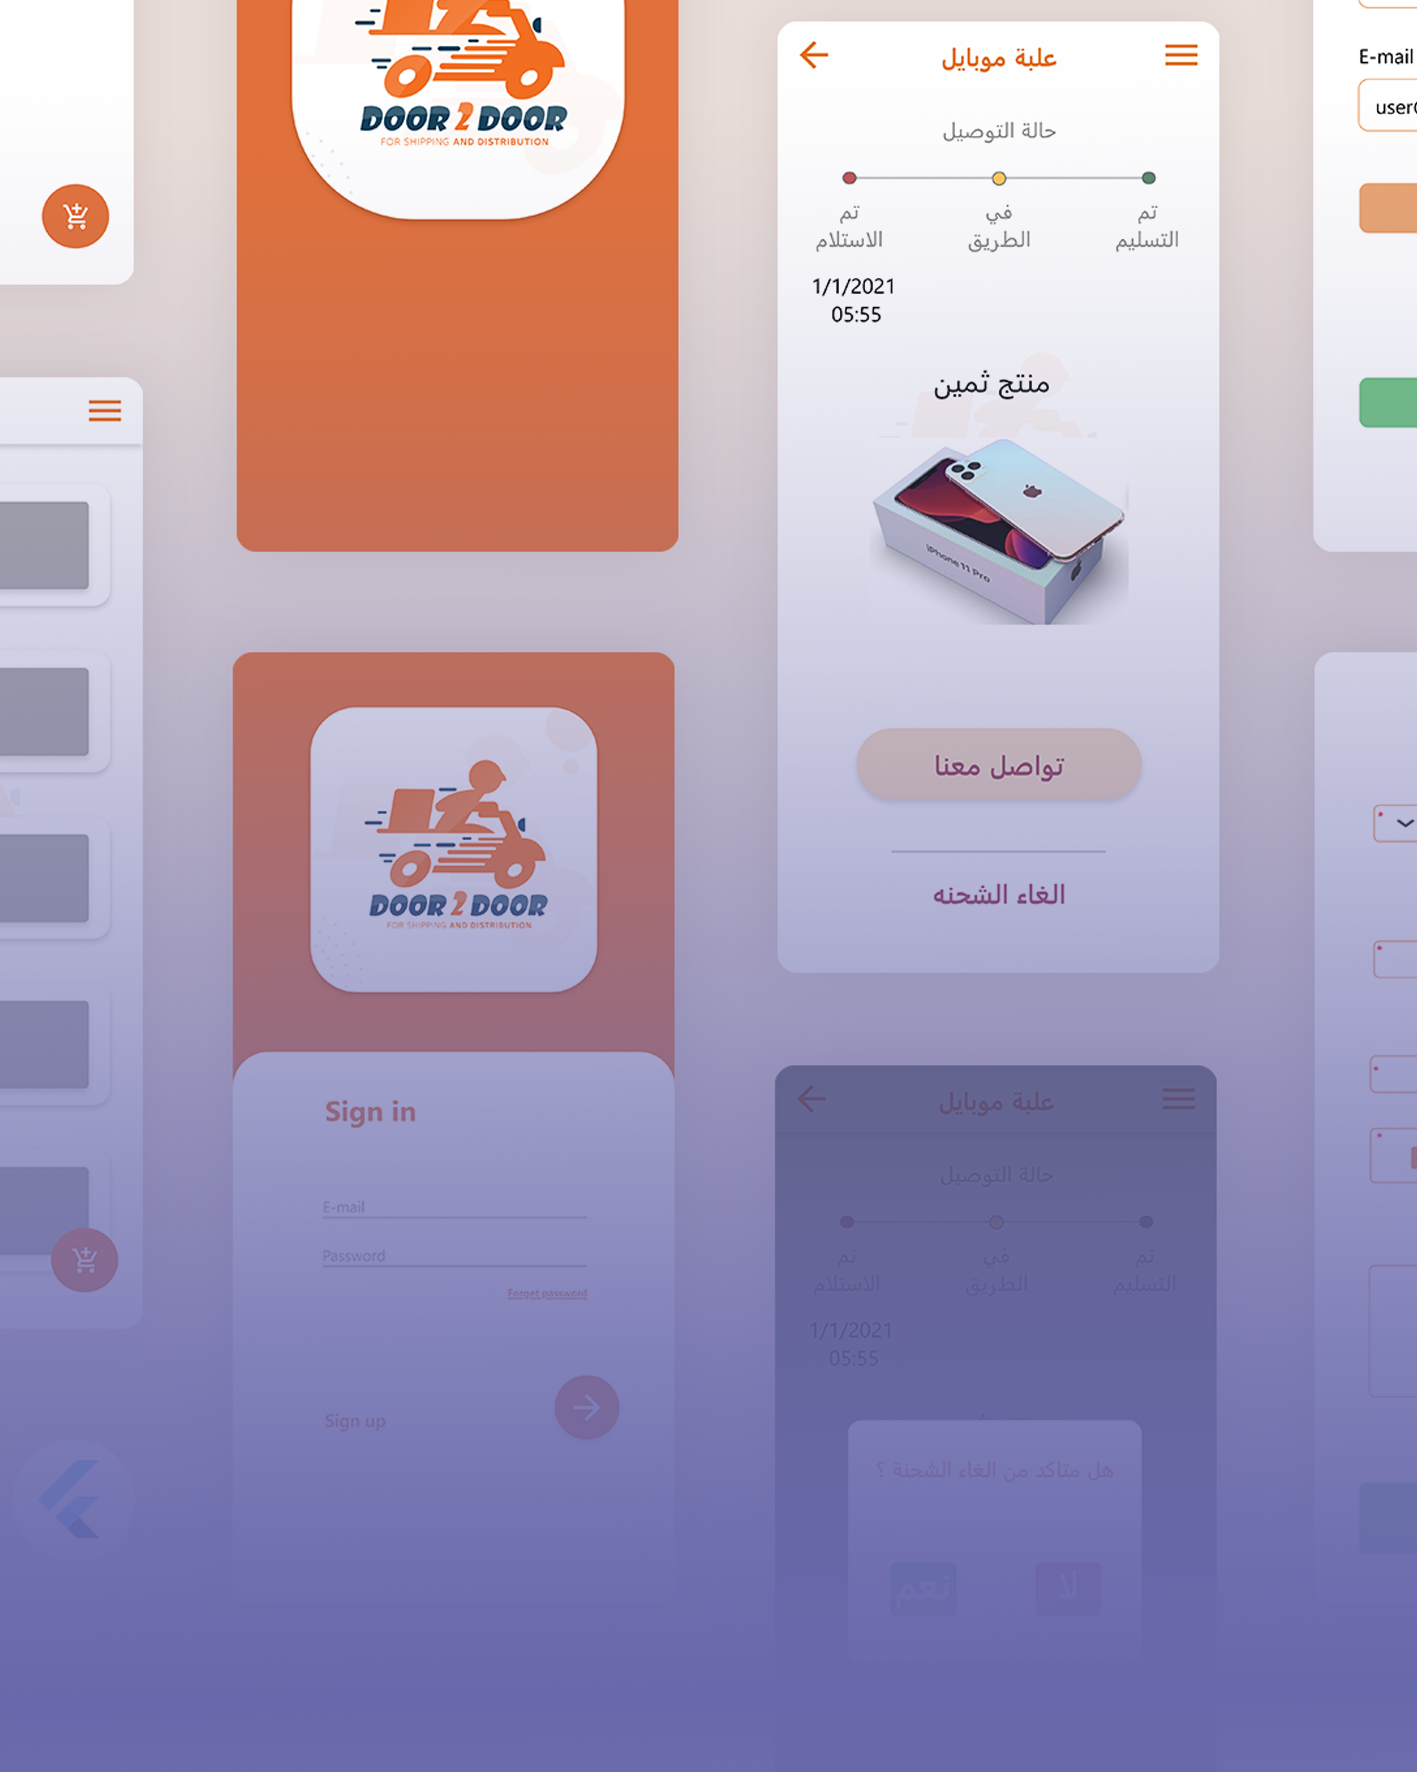 DOOR 2 DOOR
FOR SHIPPING AND DISTRIBUTION
علبة موبايل
حالة التوصيل
تم
الاستلام
في
الطريق
تم
التسليم
1/1/2021
05:55
منتج ثمين
iPhone 11 Pro
تواصل معنا
الغاء الشحنه
E-mail
DOOR 2 DOOR
FOR SHIPPING AND DISTRIBUTION
Sign in
E-mail
Password
Forget password
Sign up
علبة موبايل
حالة التوصيل
تم
الاستلام
في
الطريق
تم
التسليم
1/1/2021
05:55
هل متاكد من الغاء الشحنة ؟
نعم
لا